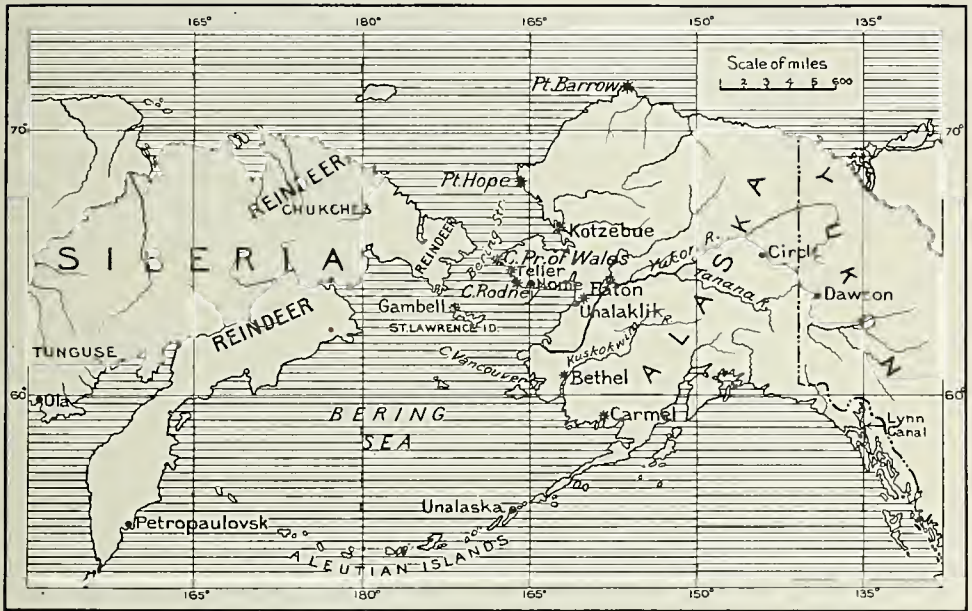 165° 180° 165° 150° 135°
Scale of miles
1 2 3 4 5 600
Pt. Barrow
70° 70°
REINDEER
CHUKCHES
Pt. Hope
ALASKA
YUKON
SIBERIA
REINDEER
Bering Str.
Kotzebue
C. Pr. of Wales
Teller
Yukon R.
Circle
C. Rodney
Nome
Eaton
Tanana R.
Dawson
Gambell
Unalaklik
REINDEER
ST. LAWRENCE ID.
Kuskokwim R.
TUNGUSE
C. Vancouver
Bethel
60° 60°
Ola
BERING
SEA
Carmel
Lynn
Canal
Unalaska
Petropaulovsk
ALEUTIAN ISLANDS
165° 180° 165° 150° 135°